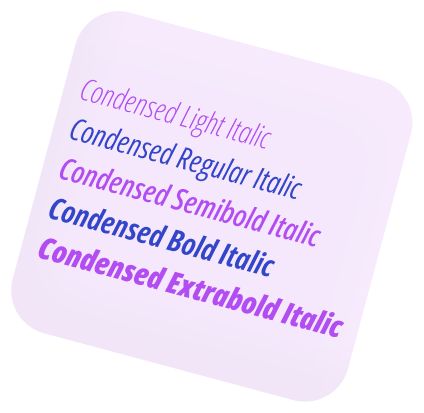 Condensed Light Italic
Condensed Regular Italic
Condensed Semibold Italic
Condensed Bold Italic
Condensed Extrabold Italic